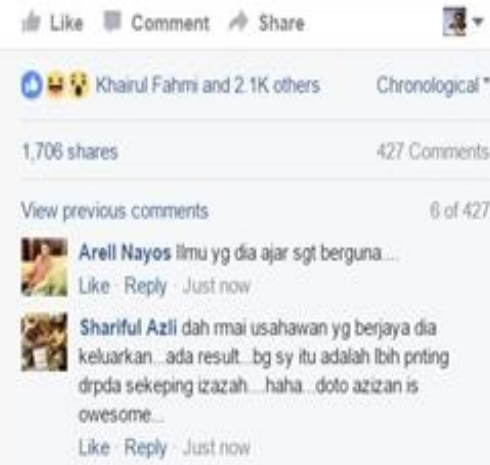 Like Comment Share
Khairul Fahmi and 2.1K others Chronological
1,706 shares 427 Comments
View previous comments 6 of 427
Arell Nayos Ilmu yg dia ajar sgt berguna....
Like · Reply · Just now
Shariful Azli dah rmai usahawan yg berjaya dia
keluarkan...ada result...bg sy itu adalah lbih pnting
drpda sekeping izazah....haha...doto azizan is
owesome...
Like · Reply · Just now